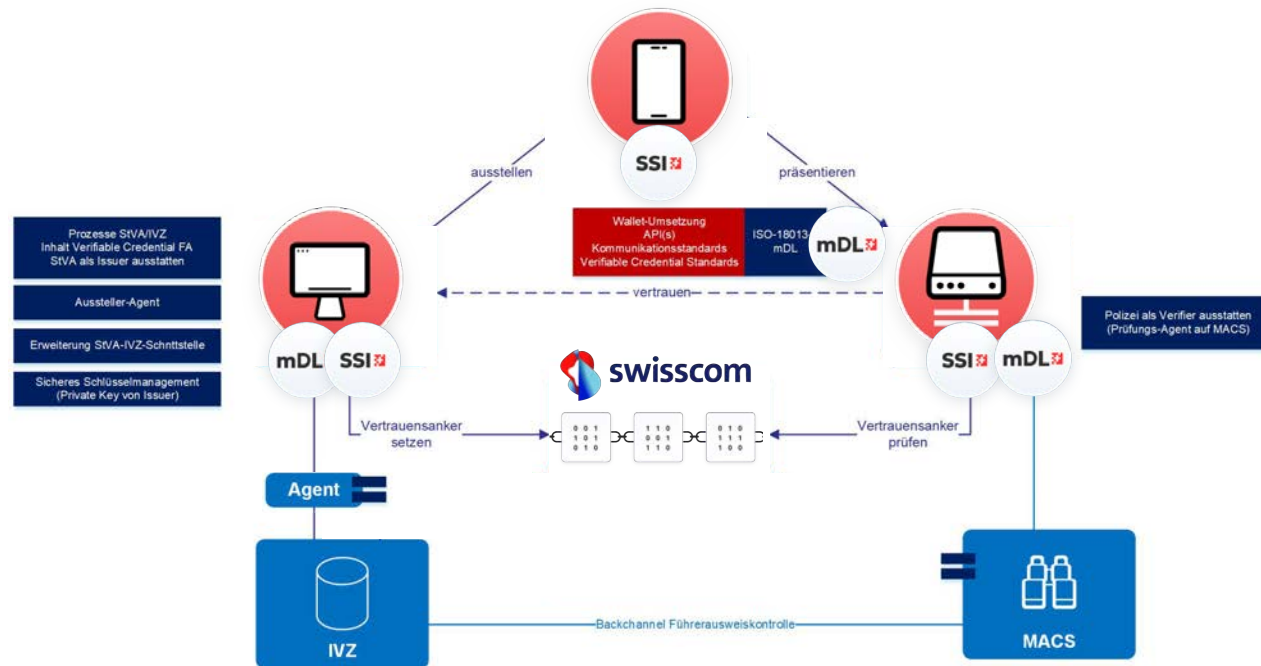 SSI
ausstellen
präsentieren
Prozesse StVA/IVZ
Inhalt Verifiable Credential FA
StVA als Issuer ausstatten
Aussteller-Agent
Erweiterung StVA-IVZ-Schnttstelle
Sicheres Schlüsselmanagement
(Private Key von Issuer)
Wallet-Umsetzung
API(s)
Kommunikationsstandards
Verifiable Credential Standards
ISO-18013
mDL
mDL
vertrauen
Polizei als Verifier ausstatten
(Prüfungs-Agent auf MACS)
mDL
SSI
SSI
mDL
swisscom
Vertrauensanker
setzen
0 0 1
1 0 1
0 1 0
1 1 0
0 0 1
1 1 0
0 1 0
1 1 1
1 0 0
Vertrauensanker
prüfen
Agent
IVZ
Backchannel Führerausweiskontrolle
MACS